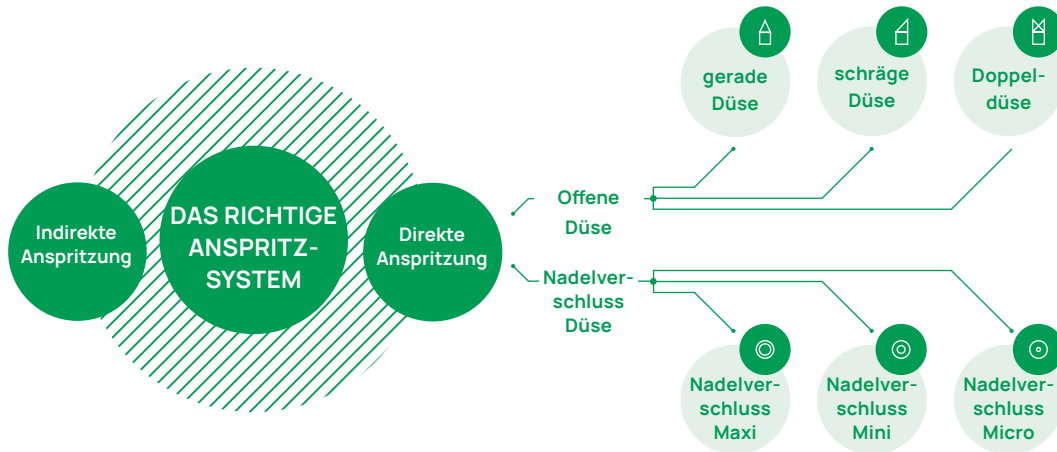 DAS RICHTIGE
ANSPRITZ-
SYSTEM
Indirekte
Anspritzung
Direkte
Anspritzung
Offene
Düse
gerade
Düse
schräge
Düse
Doppel-
düse
Nadelver-
schluss
Düse
Nadelver-
schluss
Maxi
Nadelver-
schluss
Mini
Nadelver-
schluss
Micro